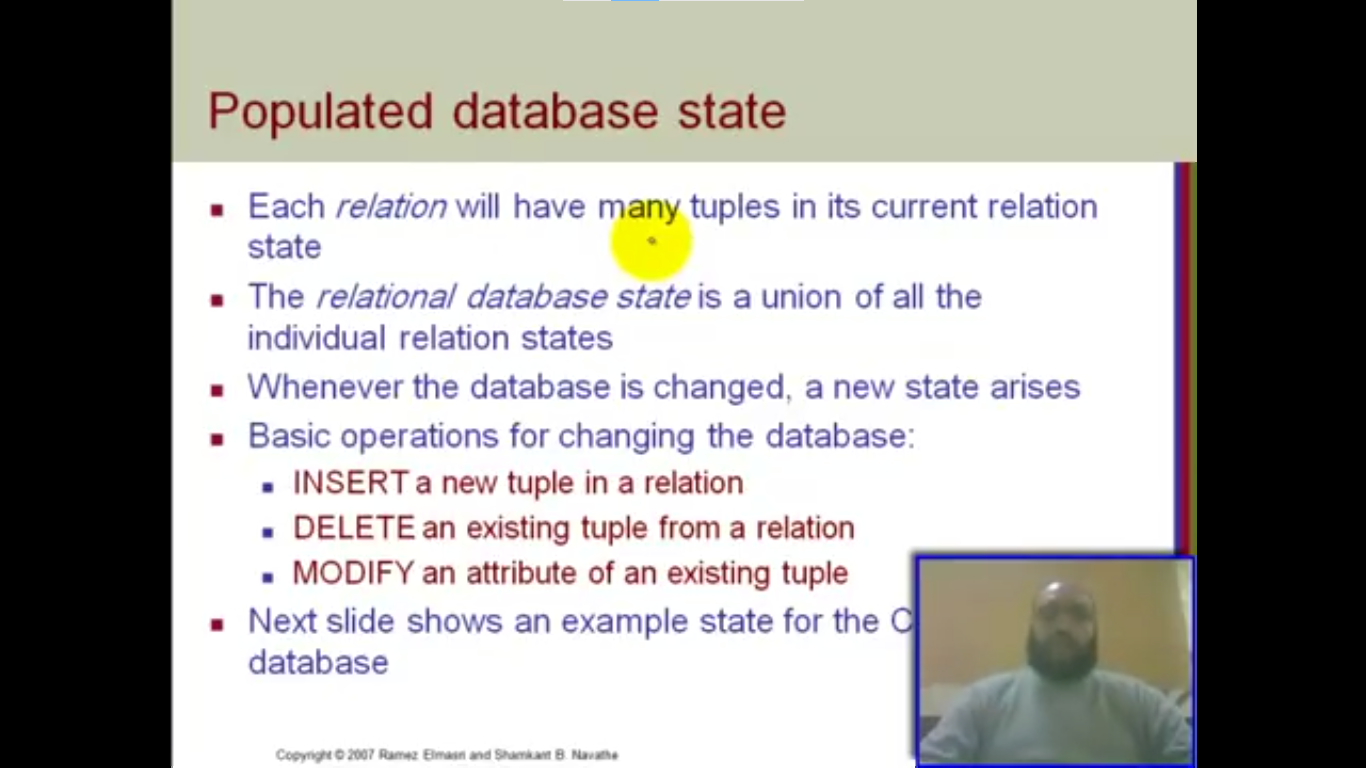 Populated database state
Each relation will have many tuples in its current relation
state
The relational database state is a union of all the
individual relation states
Whenever the database is changed, a new state arises
Basic operations for changing the database:
INSERT a new tuple in a relation
DELETE an existing tuple from a relation
MODIFY an attribute of an existing tuple
Next slide shows an example state for the
database
Copyright © 2007 Ramez Elmasri and Shamkant B. Navathe